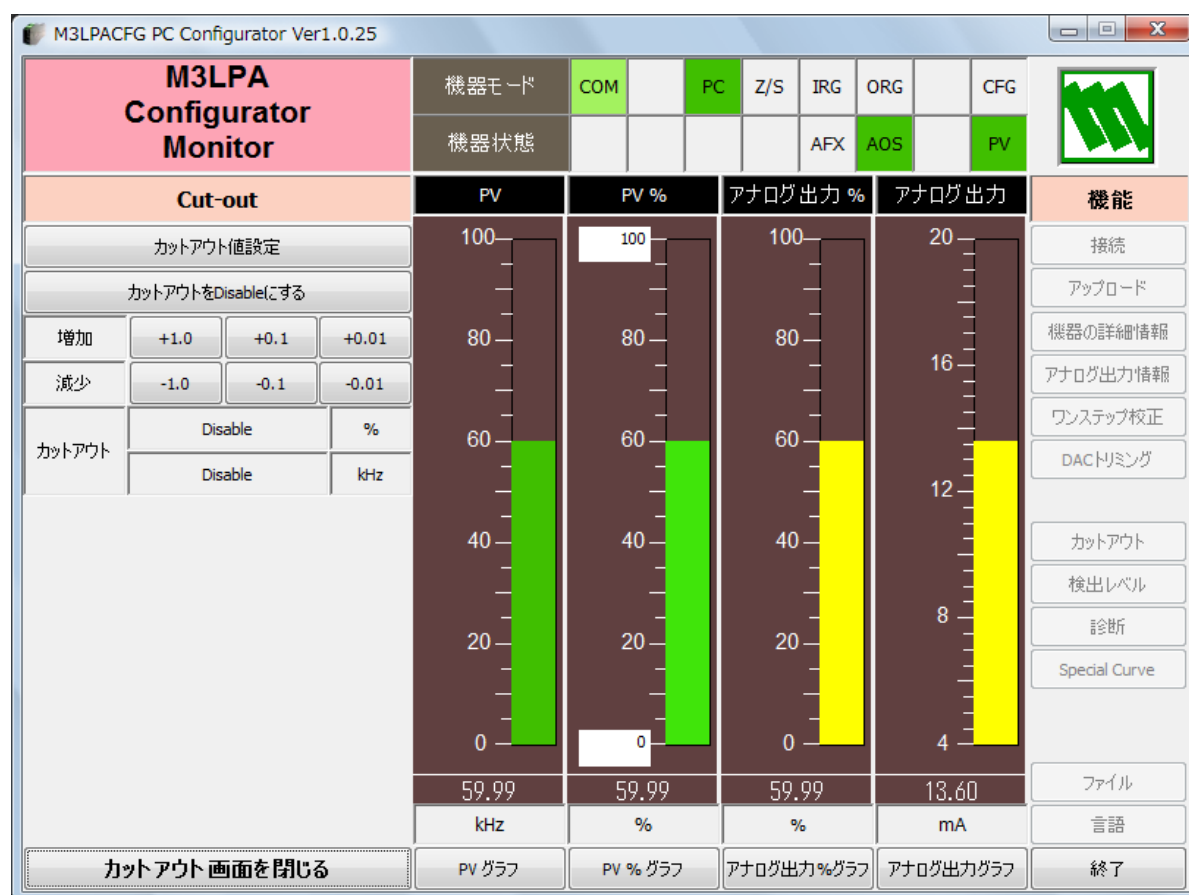 M3LPACFG PC Configurator Ver1.0.25
M3LPA
Configurator
Monitor
機器モード COM PC Z/S IRG ORG CFG
機器状態 AFX AOS PV
Cut-out
カットアウト値設定
カットアウトをDisableにする
増加 +1.0 +0.1 +0.01
減少 -1.0 -0.1 -0.01
カットアウト
Disable %
Disable kHz
カットアウト画面を閉じる
PV
100
80
60
40
20
0
59.99
kHz
PV グラフ
PV %
100
80
60
40
20
0
59.99
%
PV % グラフ
アナログ出力 %
100
80
60
40
20
0
59.99
%
アナログ出力%グラフ
アナログ出力
20
16
12
8
4
13.60
mA
アナログ出力グラフ
機能
接続
アップロード
機器の詳細情報
アナログ出力情報
ワンステップ校正
DACトリミング
カットアウト
検出レベル
診断
Special Curve
ファイル
言語
終了